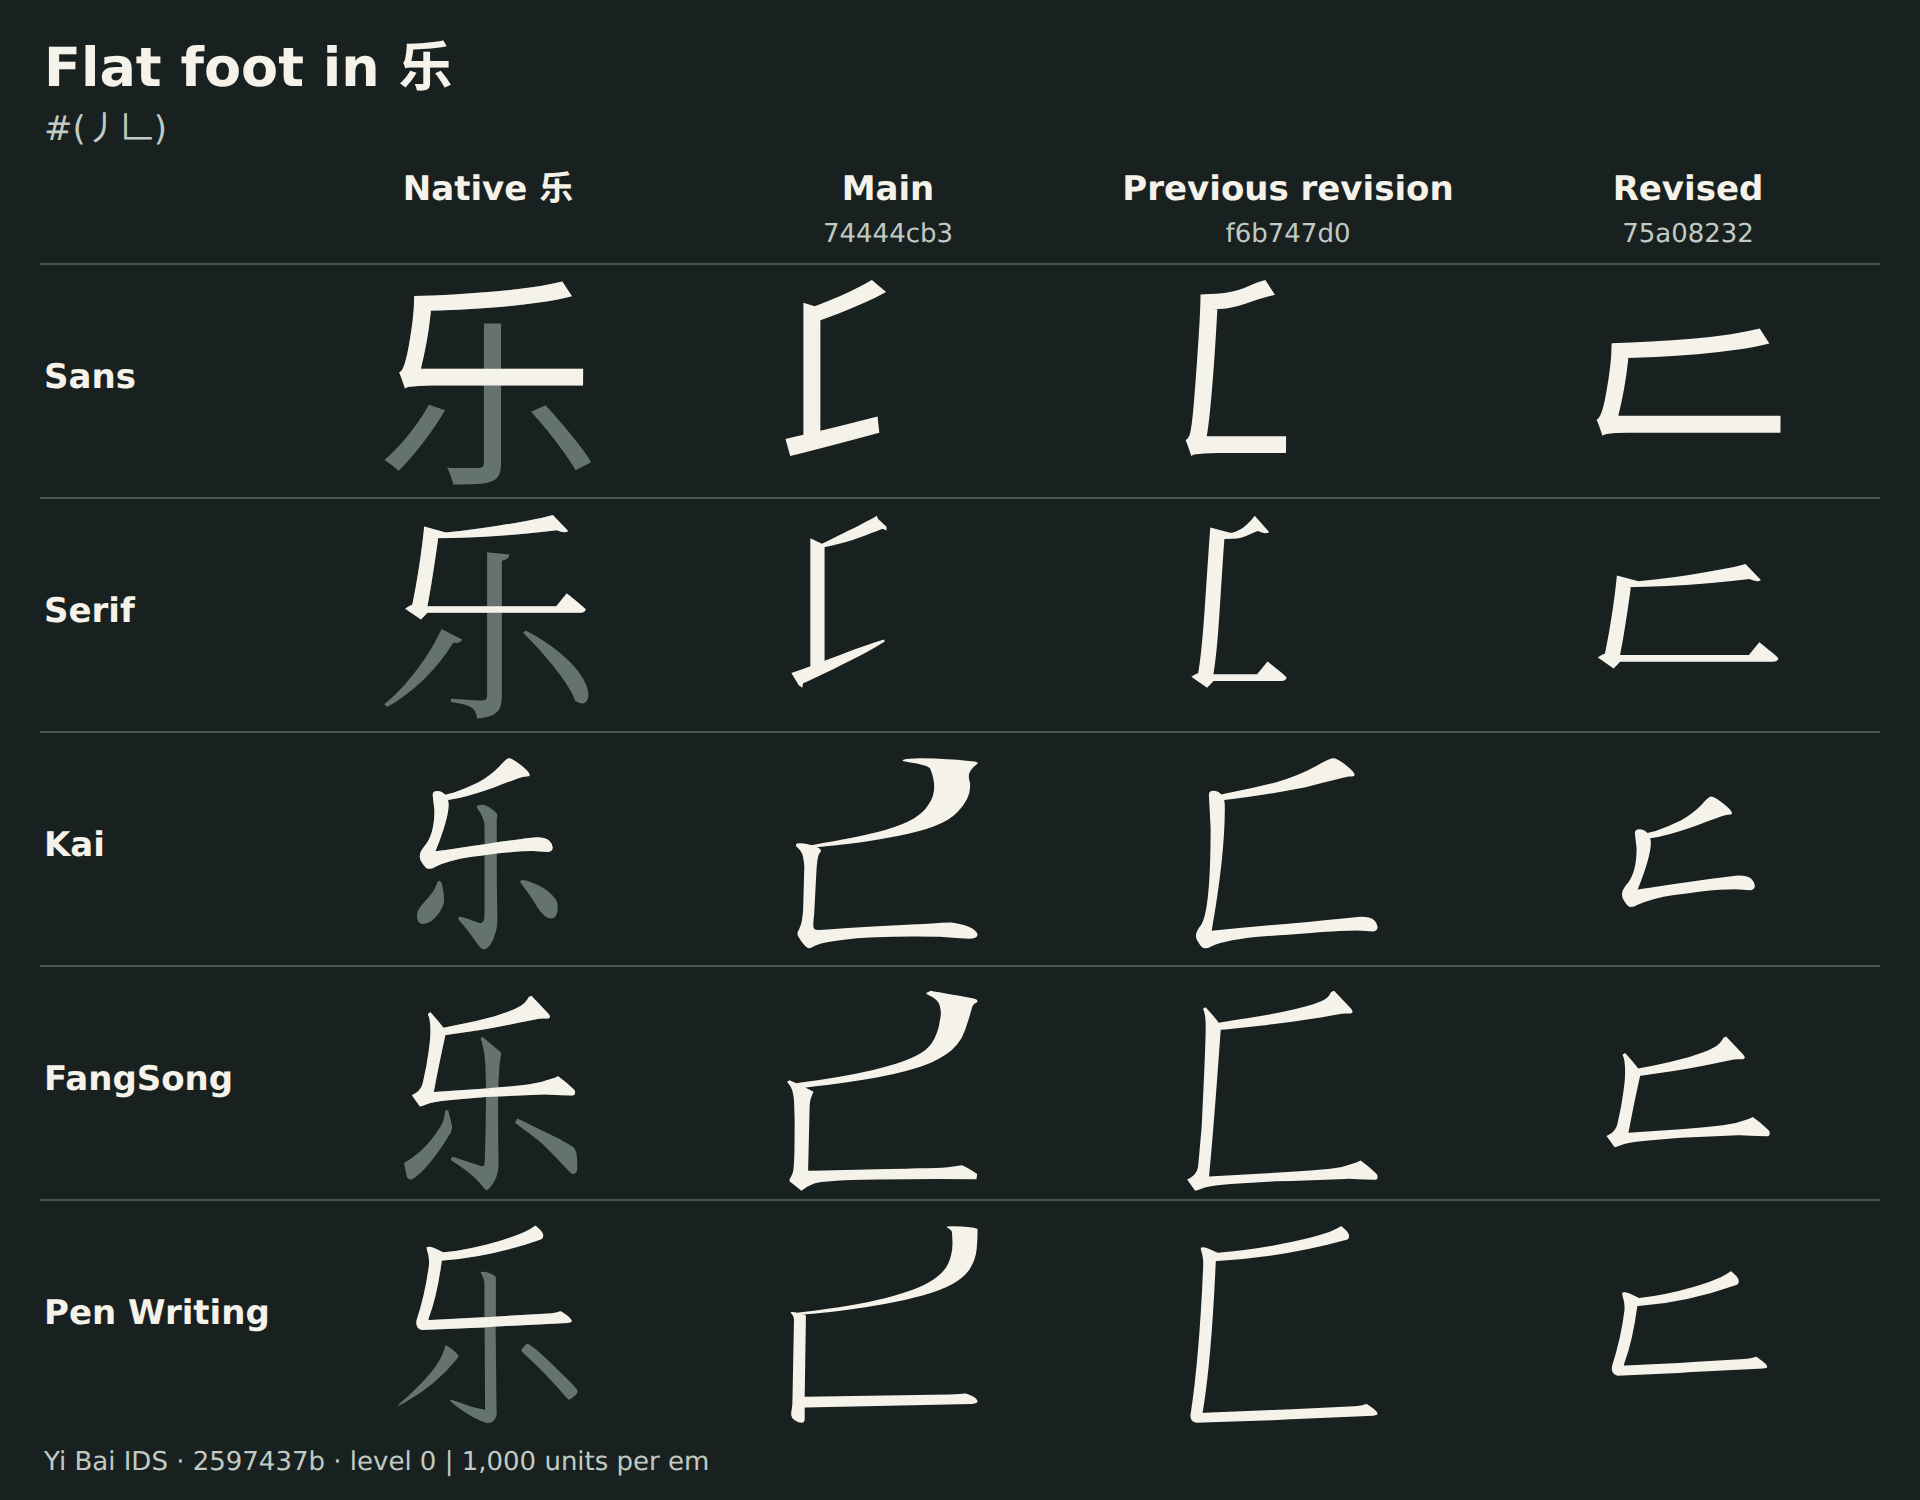 Flat foot in 乐
#(丿𠃊)
Native 乐 Main Previous revision Revised
74444cb3 f6b747d0 75a08232
Sans
Serif
Kai
FangSong
Pen Writing
Yi Bai IDS · 2597437b · level 0 | 1,000 units per em